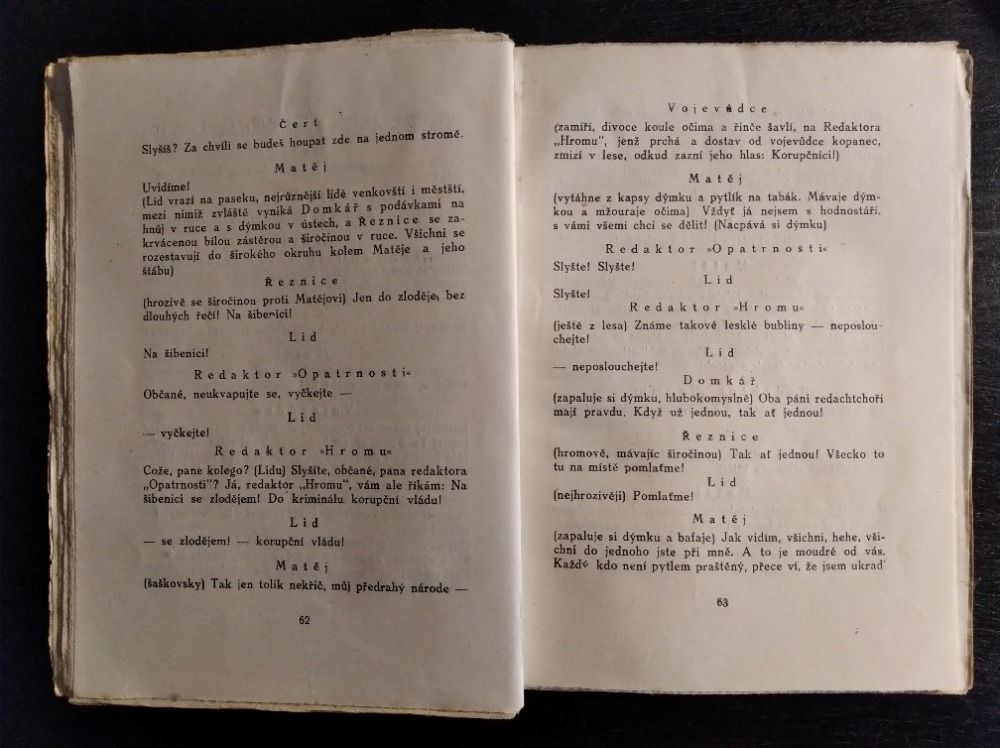 Čert
Slyšíš? Za chvíli se budeš houpat zde na jednom stromě.
Matěj
Uvidíme!
(Lid vrazí na paseku, nejrůznější lidé venkovští i městští,
mezi nimiž zvláště vyniká Domkář s podávkami na
hnůj v ruce a s dýmkou v ústech, a Řeznice se za-
krvácenou bílou zástěrou a širočinou v ruce. Všichni se
rozestavují do širokého okruhu kolem Matěje a jeho
štábu)
Řeznice
(hrozivě se širočinou proti Matějovi) Jen do zloděje, bez
dlouhých řečí! Na šibenici!
Lid
Na šibenici!
Redaktor »Opatrnosti«
Občané, neukvapujte se, vyčkejte —
Lid
— vyčkejte!
Redaktor »Hromu«
Cože, pane kolego? (Lidu) Slyšíte, občané, pana redaktora
„Opatrnosti"? Já, redaktor „Hromu", vám ale říkám: Na
šibenici se zlodějem! Do kriminálu korupční vládu!
Lid
— se zlodějem! — korupční vládu!
Matěj
(šaškovsky) Tak jen tolik nekřič, můj předrahý národe —
62
Vojevůdce
(zamíří, divoce koule očima a řinče šavlí, na Redaktora
„Hromu", jenž prchá a dostav od vojevůdce kopanec,
zmizí v lese, odkud zazní jeho hlas: Korupčníci!)
Matěj
(vytáhne z kapsy dýmku a pytlík na tabák. Mávaje dým-
kou a mžouraje očima) Vždyť já nejsem s hodnostáři,
s vámi všemi chci se dělit! (Nacpává si dýmku)
Redaktor »Opatrnosti«
Slyšte! Slyšte!
Lid
Slyšte!
Redaktor »Hromu«
(ještě z lesa) Známe takové lesklé bubliny — neposlou-
chejte!
Lid
— neposlouchejte!
Domkář
(zapaluje si dýmku, hlubokomyslně) Oba páni redachtchoři
mají pravdu. Když už jednou, tak ať jednou!
Řeznice
(hromově, mávajíc širočinou) Tak ať jednou! Všecko to
tu na místě pomlaťme!
Lid
(nejhrozivěji) Pomlaťme!
Matěj
(zapaluje si dýmku a bafaje) Jak vidím, všichni, hehe, vši-
chni do jednoho jste při mně. A to je moudré od vás.
Každý kdo není pytlem praštěný, přece ví, že jsem ukrad'
63